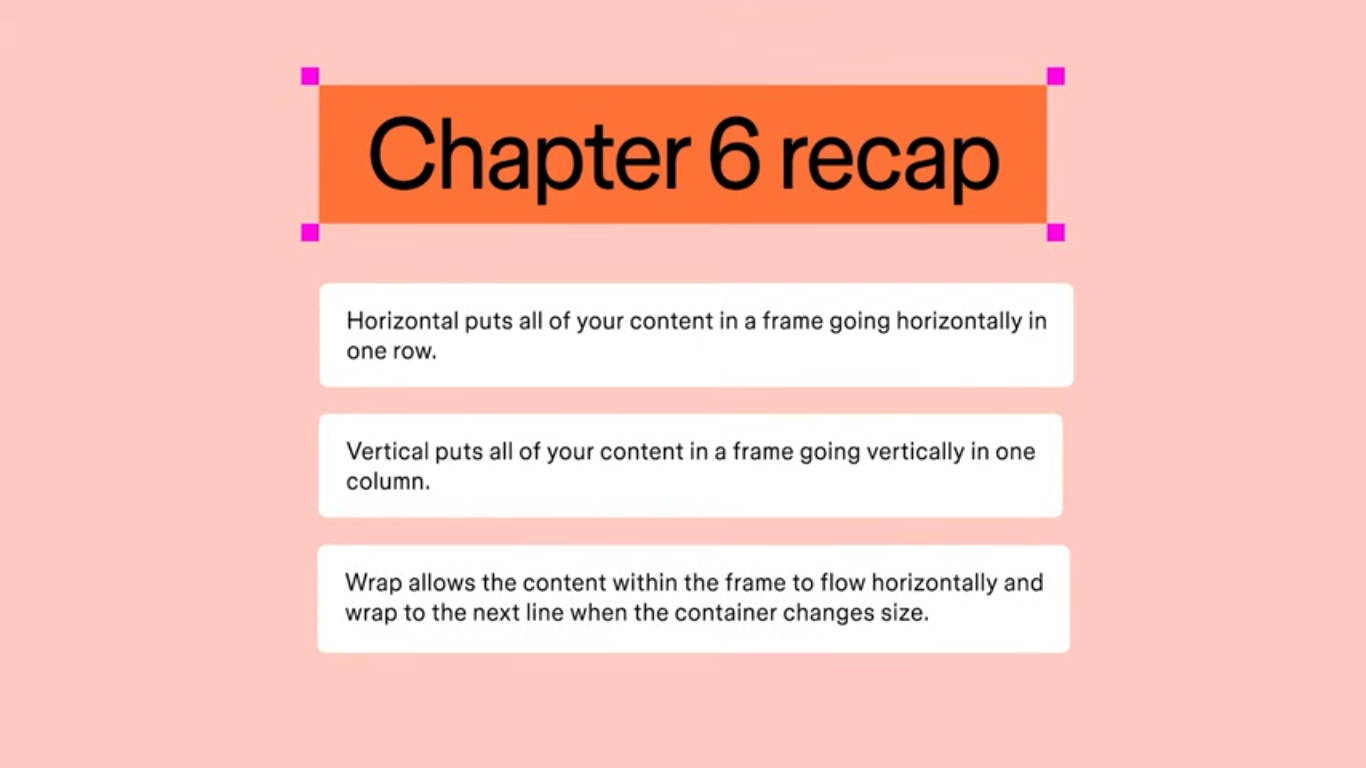 Chapter 6 recap
Horizontal puts all of your content in a frame going horizontally in
one row.
Vertical puts all of your content in a frame going vertically in one
column.
Wrap allows the content within the frame to flow horizontally and
wrap to the next line when the container changes size.